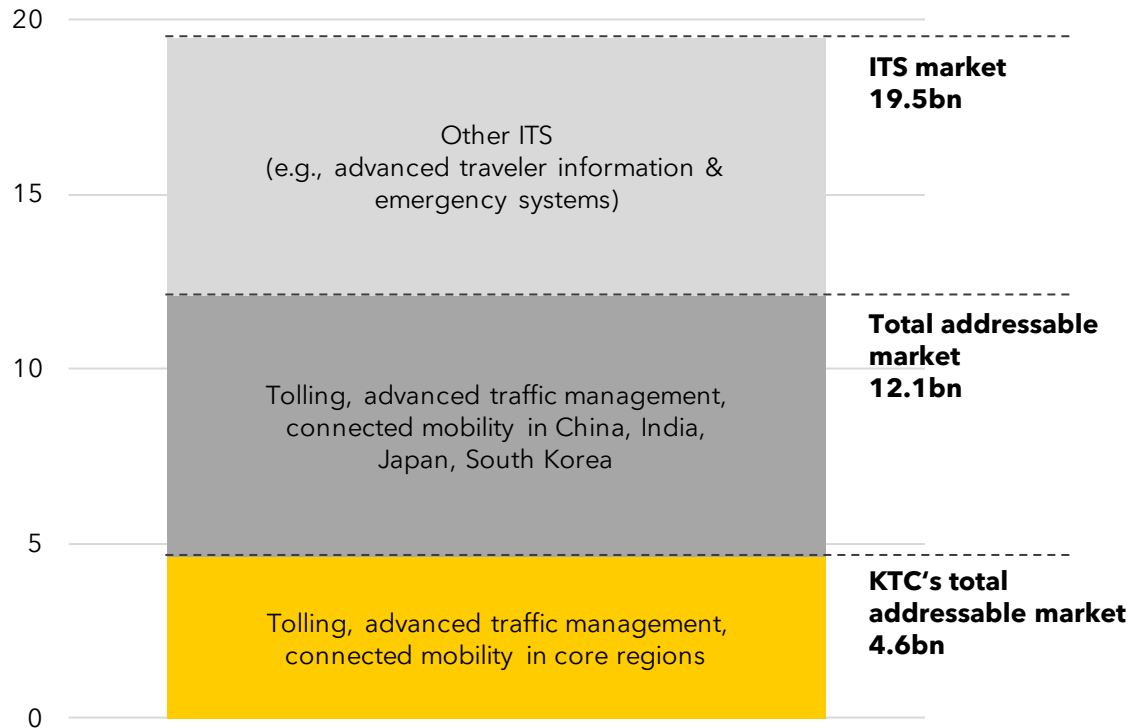 20
ITS market
19.5bn
Other ITS
(e.g., advanced traveler information &
emergency systems)
15
Total addressable
market
12.1bn
10
Tolling, advanced traffic management,
connected mobility in China, India,
Japan, South Korea
5
KTC‘s total
addressable market
4.6bn
Tolling, advanced traffic management,
connected mobility in core regions
0